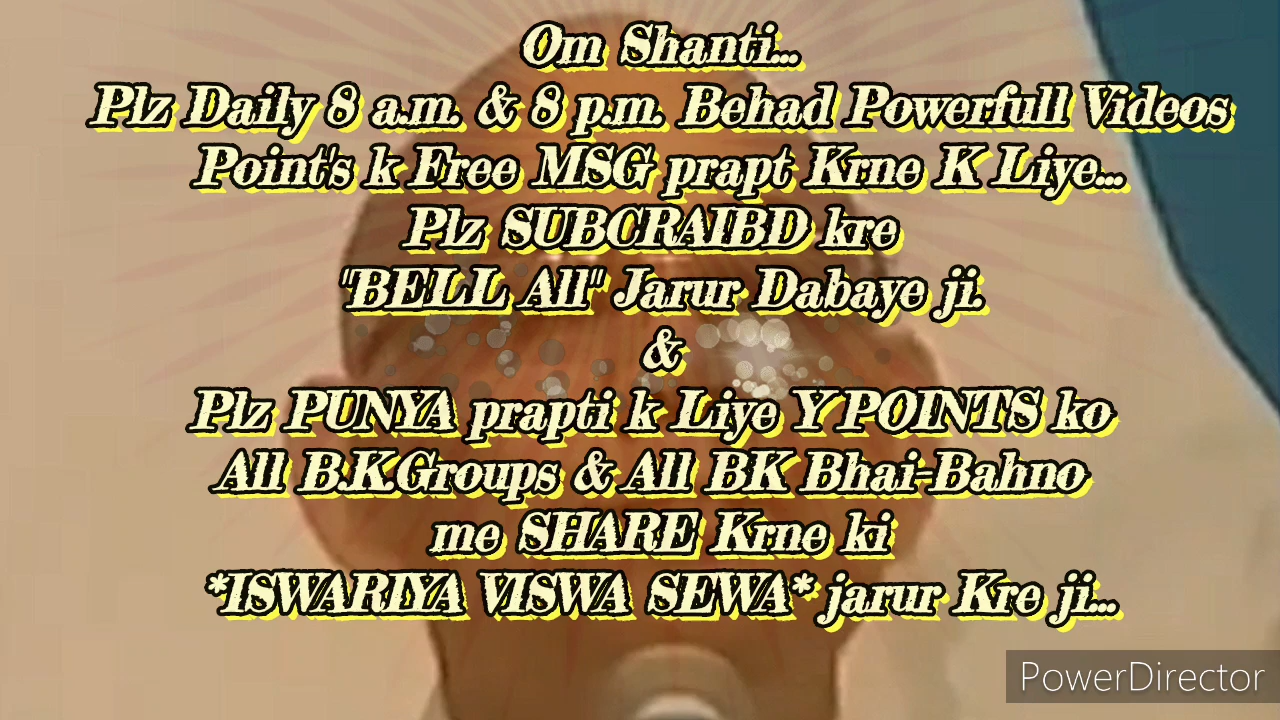 Om Shanti...
Plz Daily 8 a.m. & 8 p.m. Behad Powerfull Videos
Point's k Free MSG prapt Krne K Liye...
Plz SUBCRAIBD kre
"BELL All" Jarur Dabaye ji.
&
Plz PUNYA prapti k Liye Y POINTS ko
All B.K.Groups & All BK Bhai-Bahno
me SHARE Krne ki
*ISWARIYA VISWA SEWA* jarur Kre ji...
PowerDirector